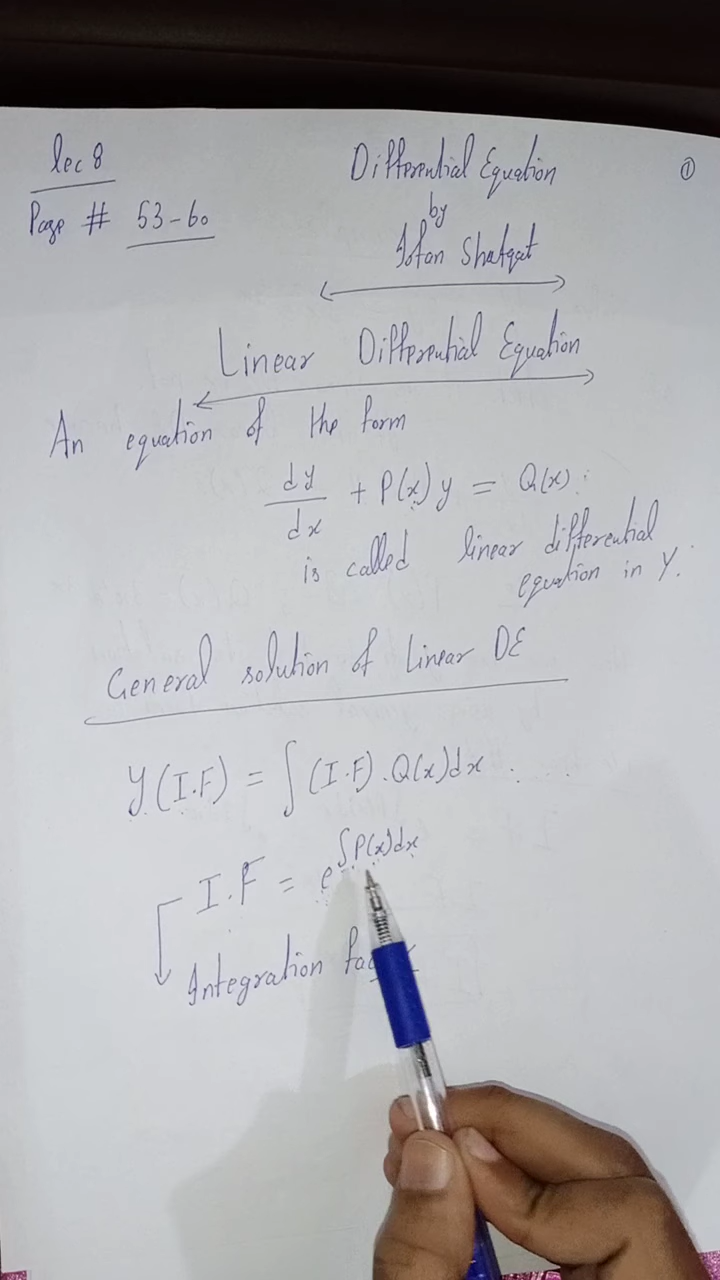 lec 8
Page # 53-60
Differential Equation
①
by
Irfan Shafqat
Linear Differential Equation
An equation of the form
dy/dx + P(x) y = Q(x)
is called linear differential
equation in Y.
General solution of Linear DE
y(I.F) = ∫(I.F).Q(x)dx
I.F = e^∫P(x)dx
Integration